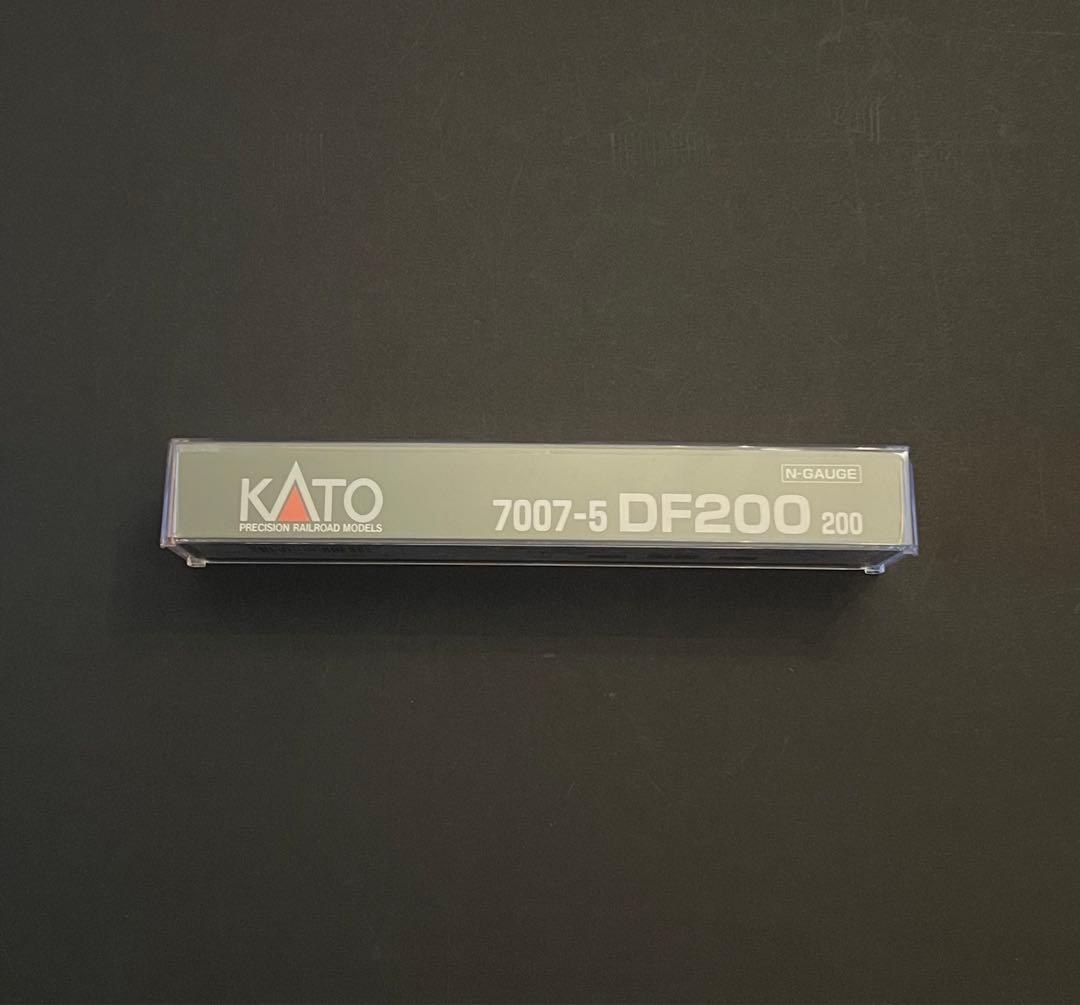 N-GAUGE
KATO
7007-5 DF200 200
PRECISION RAILROAD MODELS